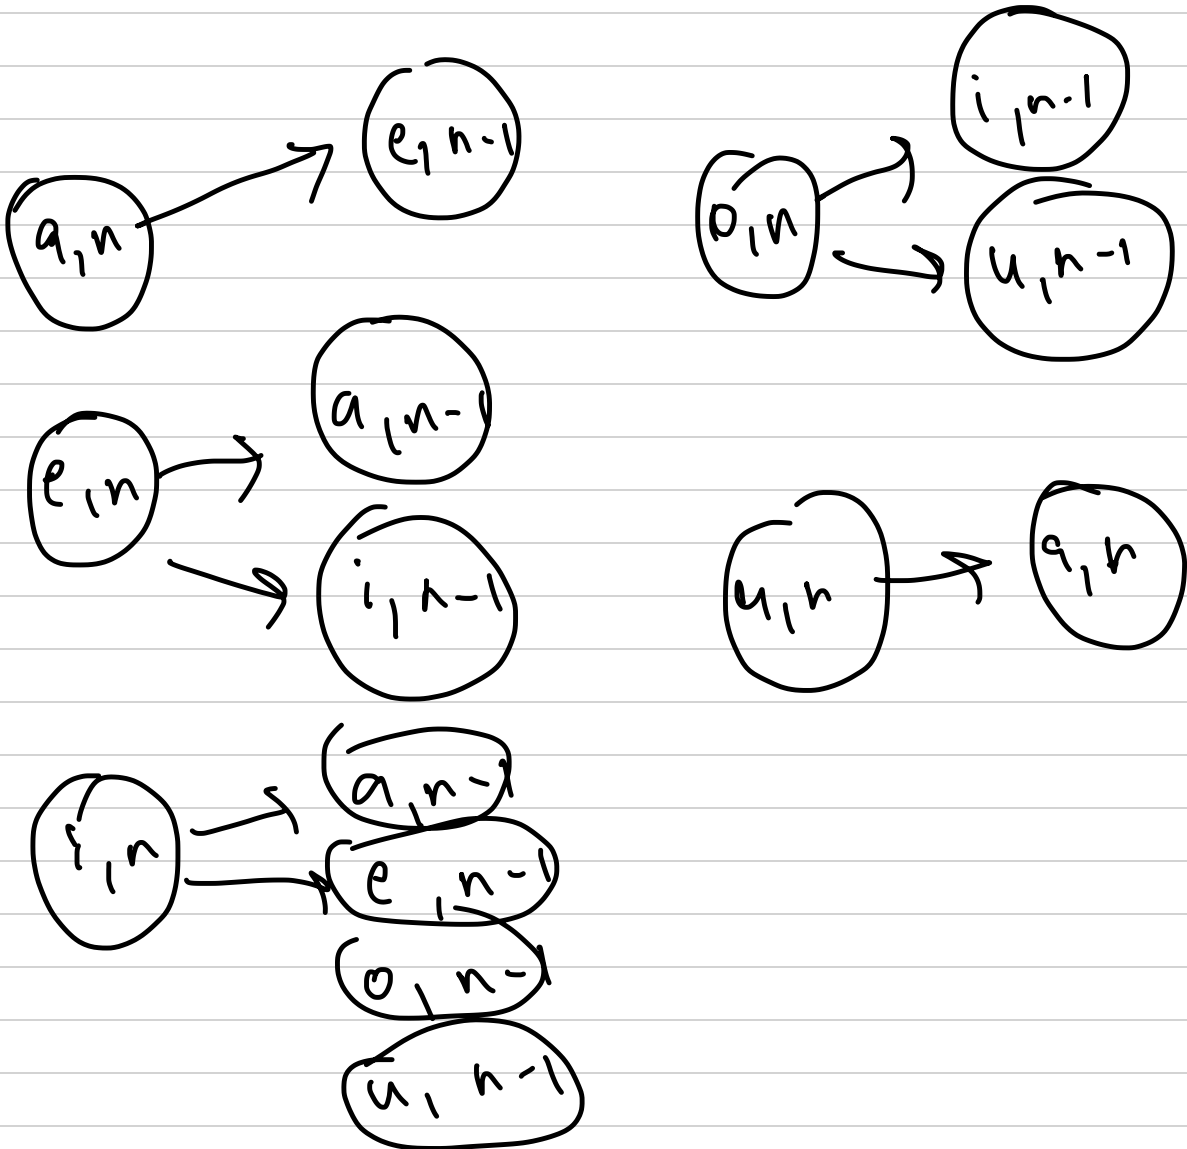 a, n
e, n-1
e, n
a, n-1
i, n-1
i, n
a, n-1
e, n-1
o, n-1
u, n-1
o, n
i, n-1
u, n-1
u, n
a, n